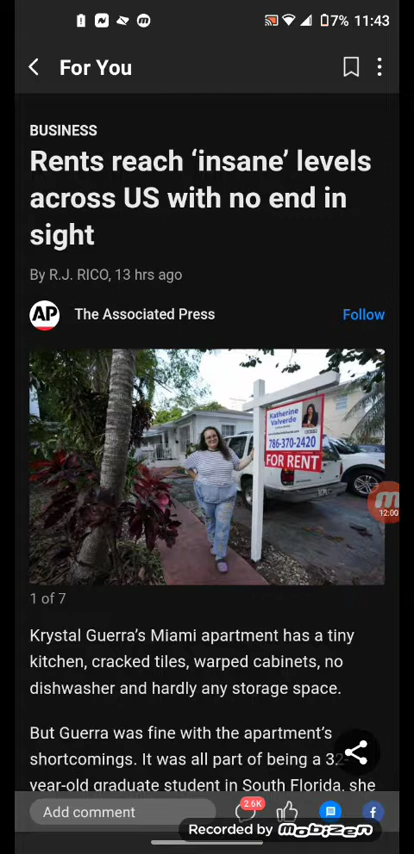 7% 11:43
For You
BUSINESS
Rents reach ‘insane’ levels
across US with no end in
sight
By R.J. RICO, 13 hrs ago
AP The Associated Press Follow
Katherine
Valverde
786-370-2420
FOR RENT
12:00
1 of 7
Krystal Guerra’s Miami apartment has a tiny
kitchen, cracked tiles, warped cabinets, no
dishwasher and hardly any storage space.
But Guerra was fine with the apartment’s
shortcomings. It was all part of being a 32-
year-old graduate student in South Florida, she
Add comment 2.6K
Recorded by mobizen